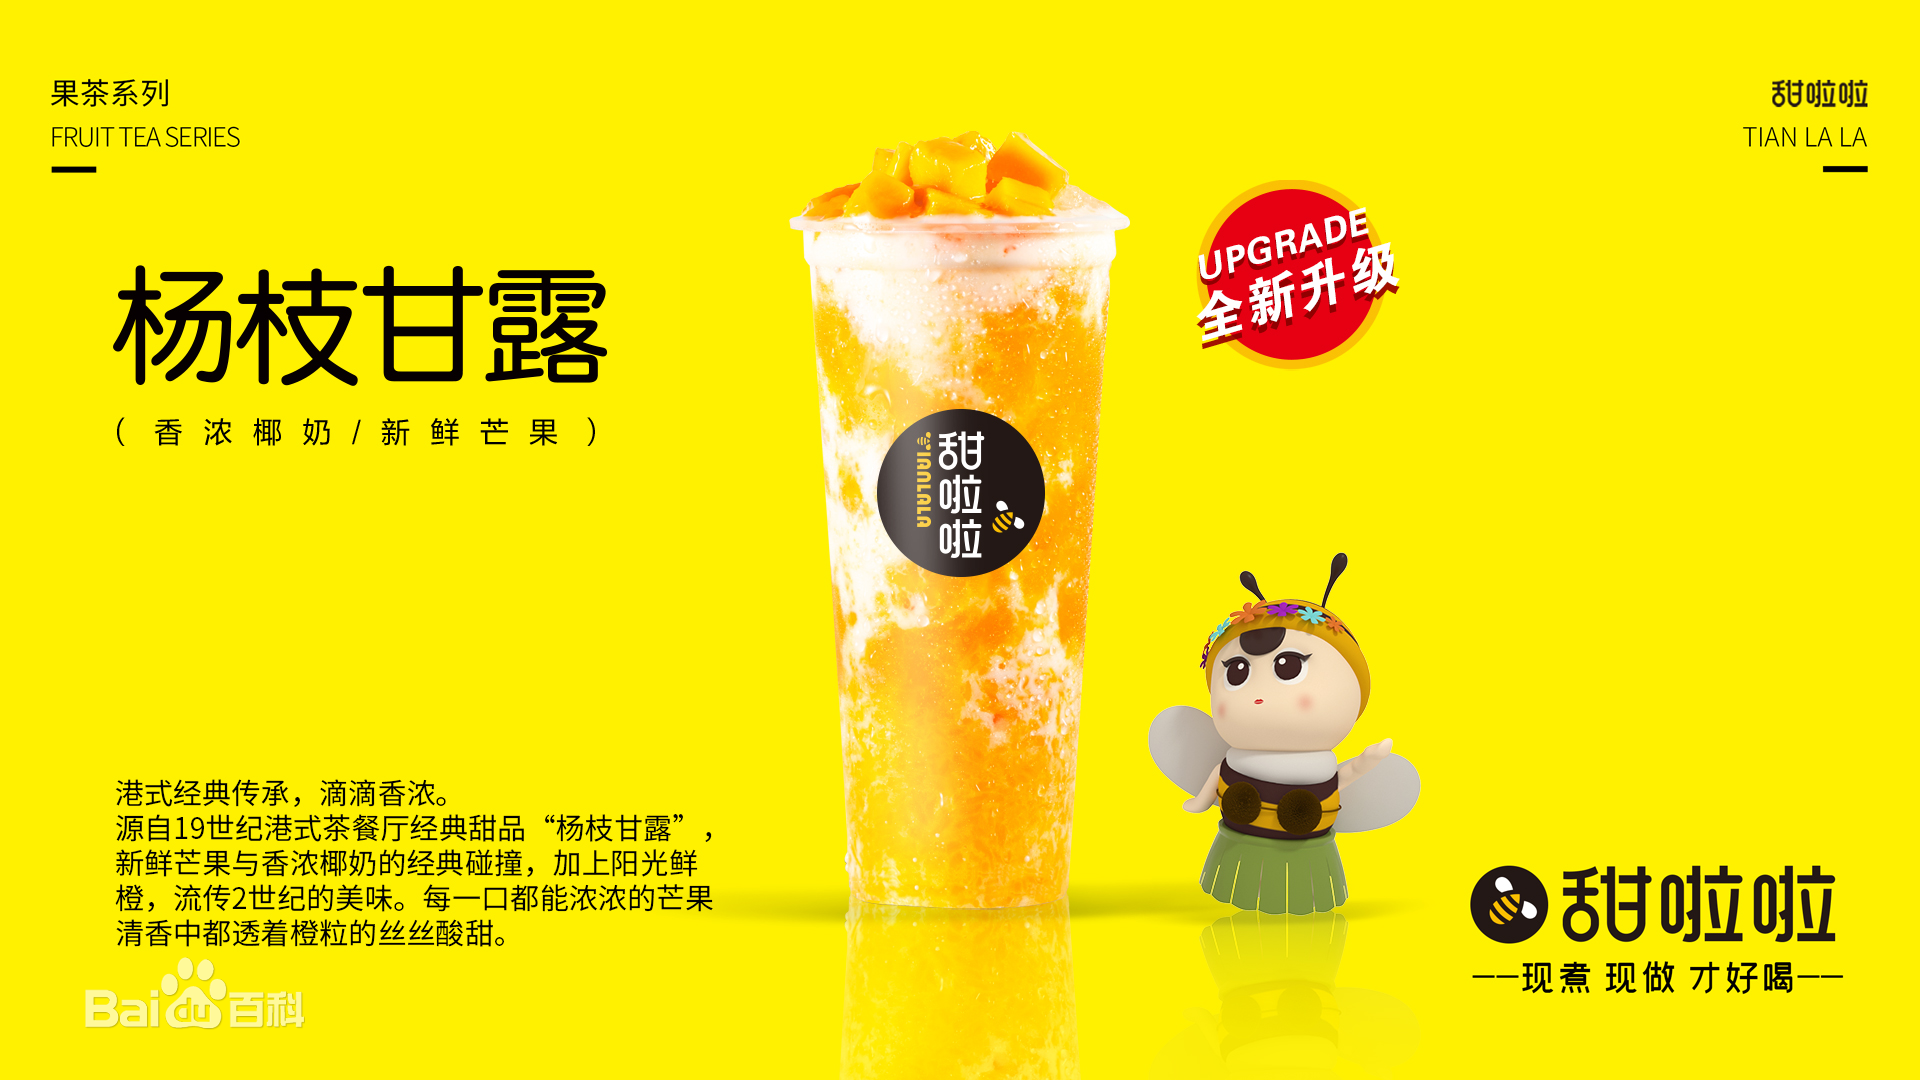 果茶系列
FRUIT TEA SERIES
甜啦啦
TIAN LA LA
杨枝甘露
（香浓椰奶/新鲜芒果）
UPGRADE
全新升级
甜啦啦
TIANLALA
港式经典传承，滴滴香浓。
源自19世纪港式茶餐厅经典甜品“杨枝甘露”，
新鲜芒果与香浓椰奶的经典碰撞，加上阳光鲜
橙，流传2世纪的美味。每一口都能浓浓的芒果
清香中都透着橙粒的丝丝酸甜。
甜啦啦
——现煮 现做 才好喝——
Bai du 百科